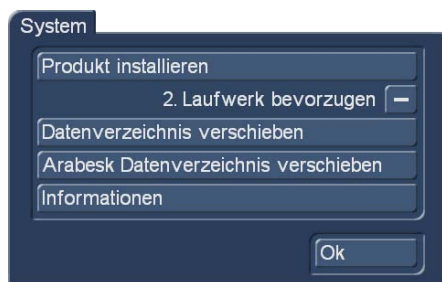 System
Produkt installieren
2. Laufwerk bevorzugen
Datenverzeichnis verschieben
Arabesk Datenverzeichnis verschieben
Informationen
Ok